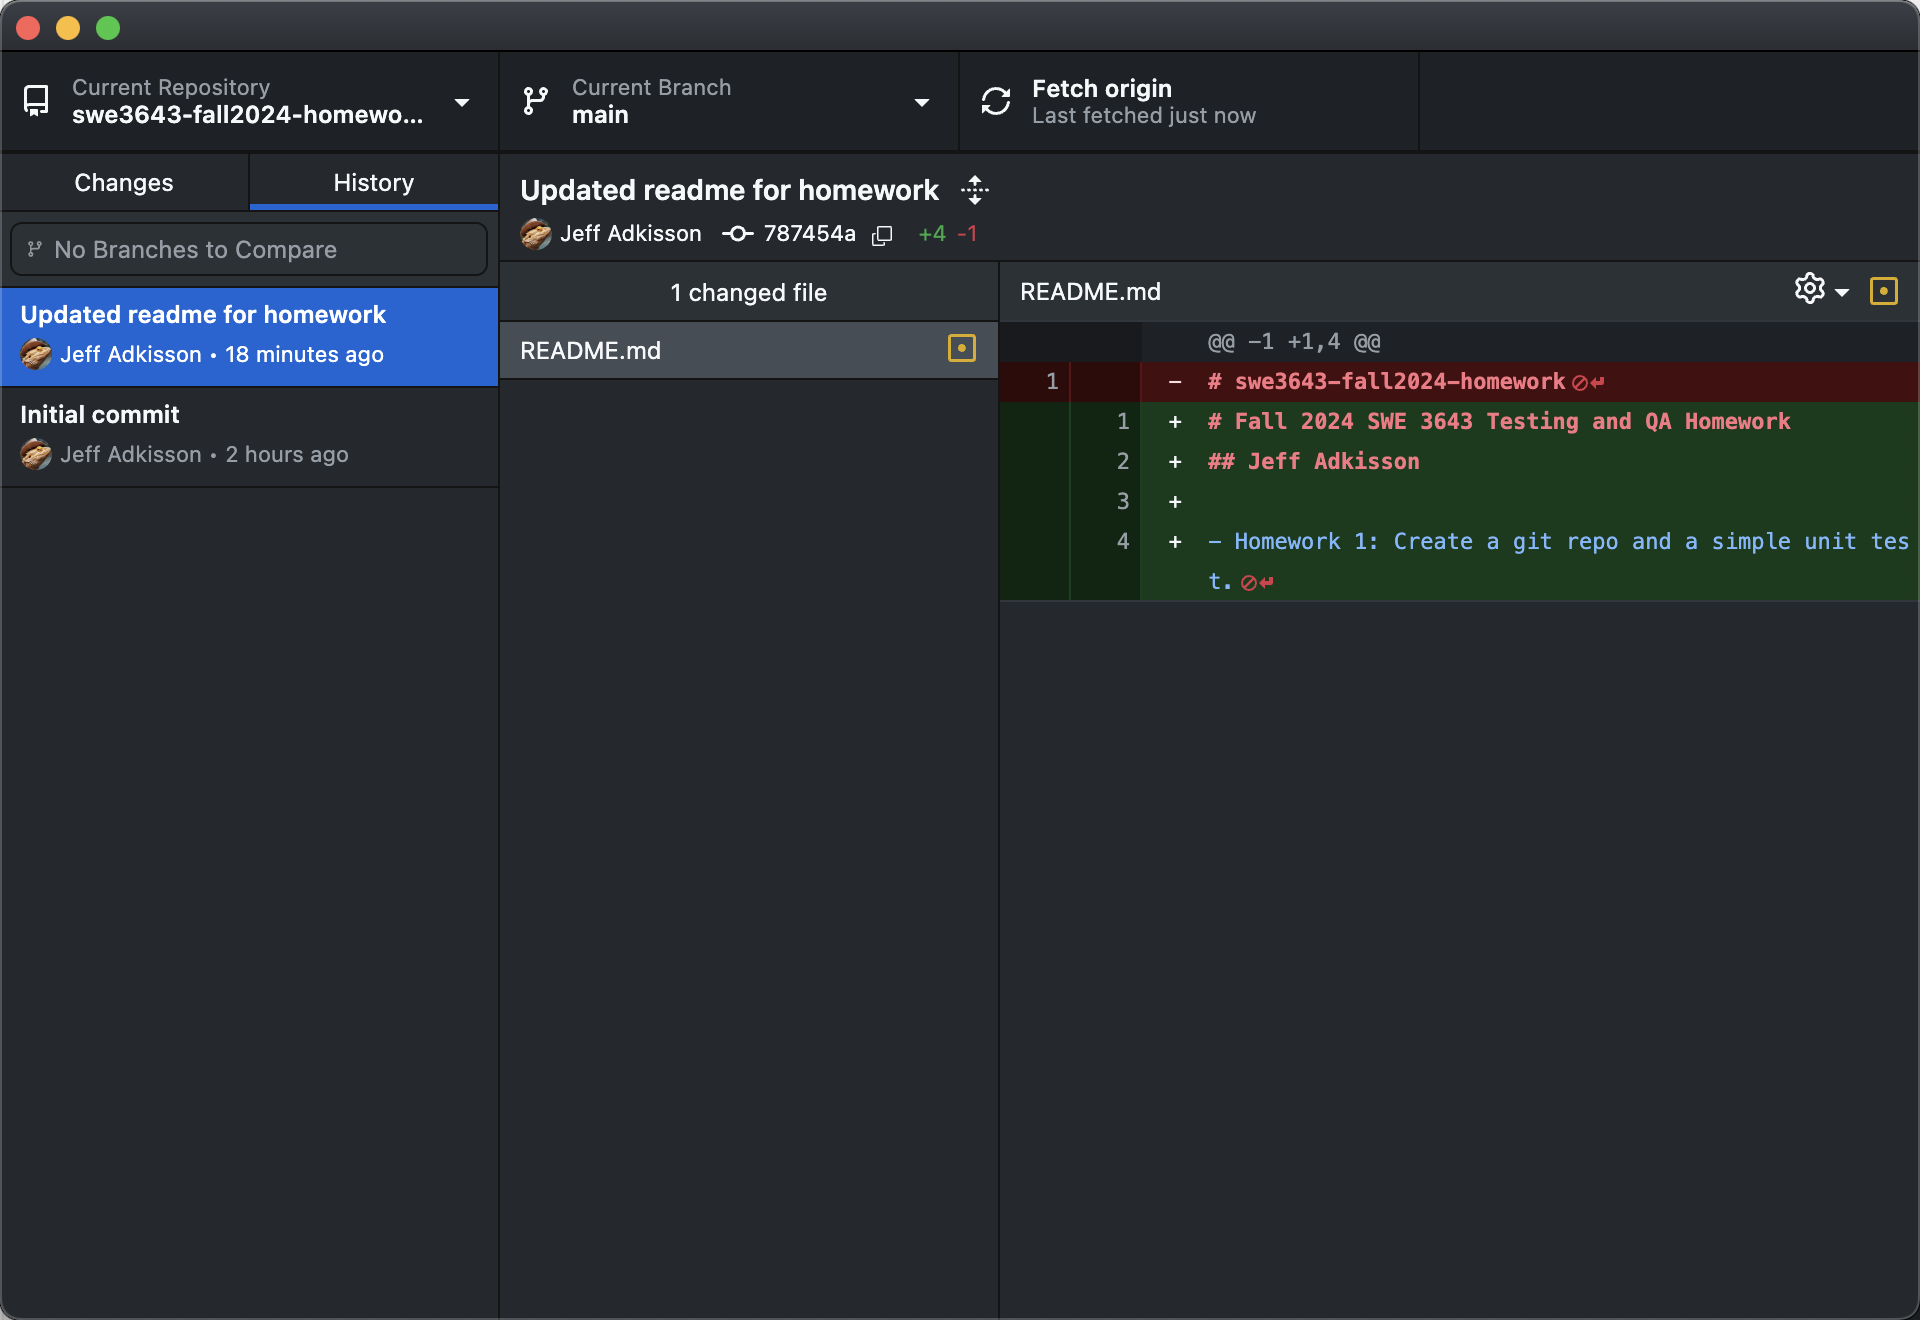 Current Repository
swe3643-fall2024-homewo...
Current Branch
main
Fetch origin
Last fetched just now
Changes
History
No Branches to Compare
Updated readme for homework
Jeff Adkisson • 18 minutes ago
Initial commit
Jeff Adkisson • 2 hours ago
Updated readme for homework
Jeff Adkisson 787454a +4 -1
1 changed file
README.md
README.md
@@ -1 +1,4 @@
1 - # swe3643-fall2024-homework
1 + # Fall 2024 SWE 3643 Testing and QA Homework
2 + ## Jeff Adkisson
3 +
4 + - Homework 1: Create a git repo and a simple unit tes
t.